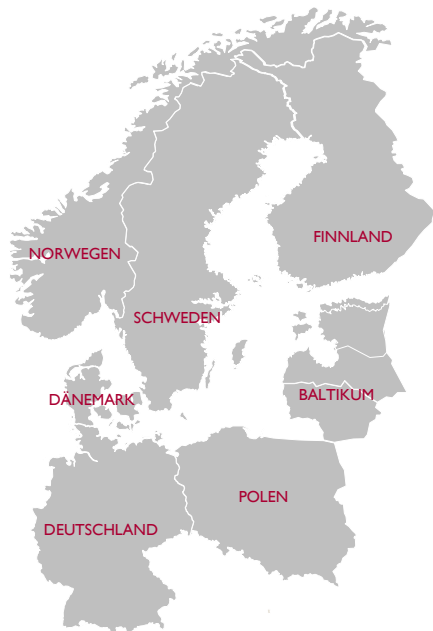 FINNLAND
NORWEGEN
SCHWEDEN
DÄNEMARK
BALTIKUM
POLEN
DEUTSCHLAND